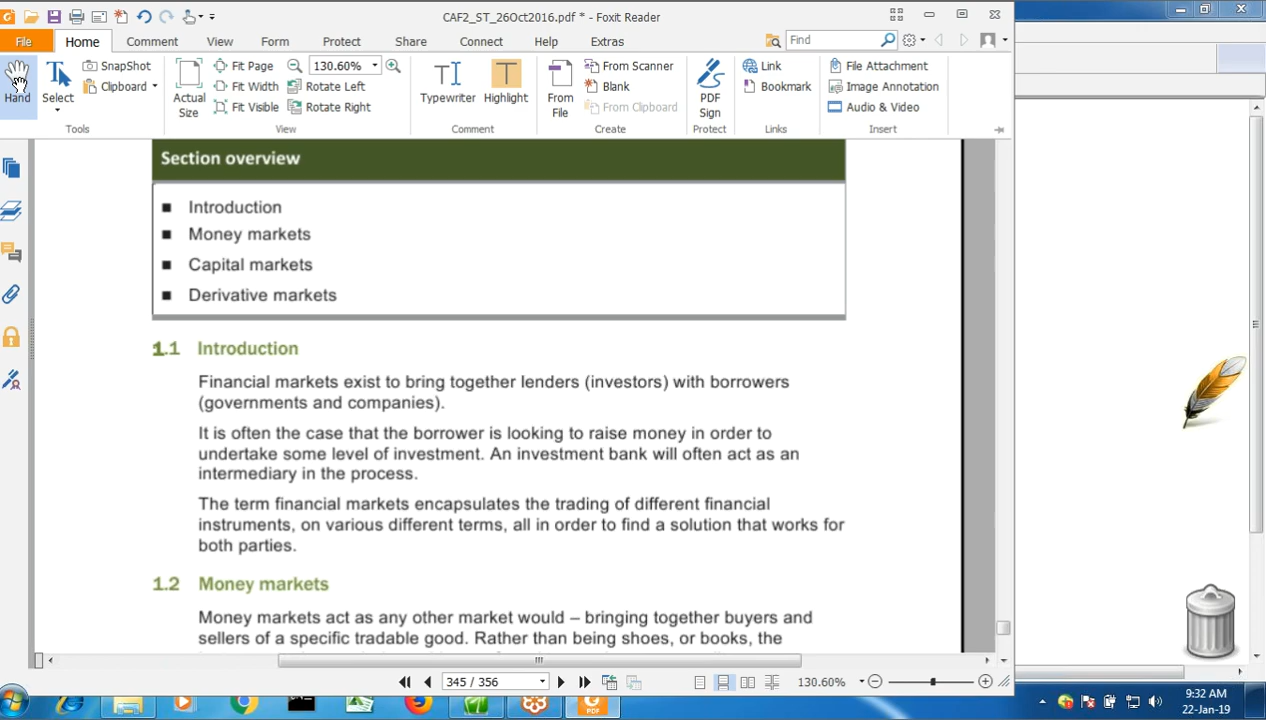 CAF2_ST_26Oct2016.pdf * - Foxit Reader
File Home Comment View Form Protect Share Connect Help Extras Find
Hand Select SnapShot Clipboard Actual Size Fit Page Fit Width Fit Visible 130.60% Rotate Left Rotate Right Typewriter Highlight From File From Scanner Blank From Clipboard PDF Sign Link Bookmark File Attachment Image Annotation Audio & Video
Tools View Comment Create Protect Links Insert
Section overview
■ Introduction
■ Money markets
■ Capital markets
■ Derivative markets
1.1 Introduction
Financial markets exist to bring together lenders (investors) with borrowers
(governments and companies).
It is often the case that the borrower is looking to raise money in order to
undertake some level of investment. An investment bank will often act as an
intermediary in the process.
The term financial markets encapsulates the trading of different financial
instruments, on various different terms, all in order to find a solution that works for
both parties.
1.2 Money markets
Money markets act as any other market would – bringing together buyers and
sellers of a specific tradable good. Rather than being shoes, or books, the
345 / 356 130.60%
PDF
9:32 AM
22-Jan-19